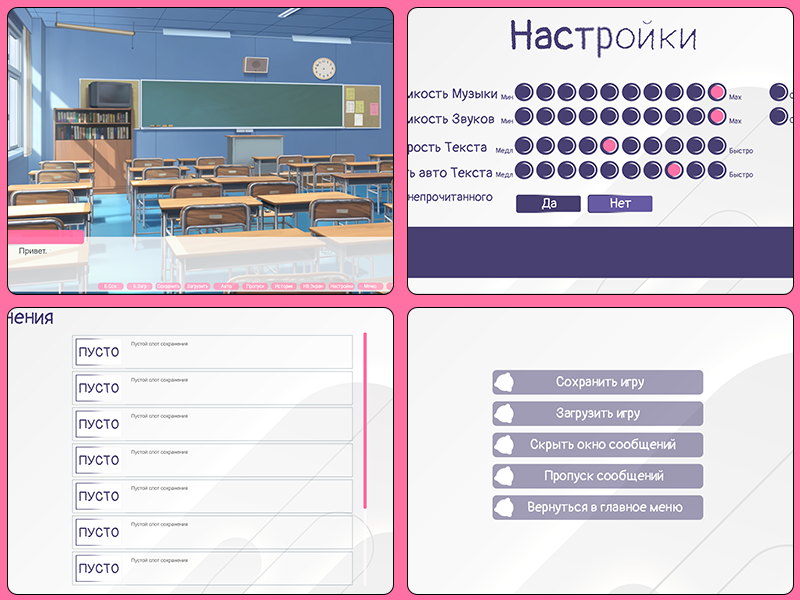 Привет.
Б.Сох Б.Загр Сохранить Загрузить Авто Пропуск История НВ.Экран Настройки Меню
Настройки
мкость Музыки Мин Max
мкость Звуков Мин Max
рость Текста Медл Быстро
ть авто Текста Медл Быстро
непрочитанного Да Нет
нения
ПУСТО Пустой слот сохранения
ПУСТО Пустой слот сохранения
ПУСТО Пустой слот сохранения
ПУСТО Пустой слот сохранения
ПУСТО Пустой слот сохранения
ПУСТО Пустой слот сохранения
ПУСТО Пустой слот сохранения
Сохранить игру
Загрузить игру
Скрыть окно сообщений
Пропуск сообщений
Вернуться в главное меню